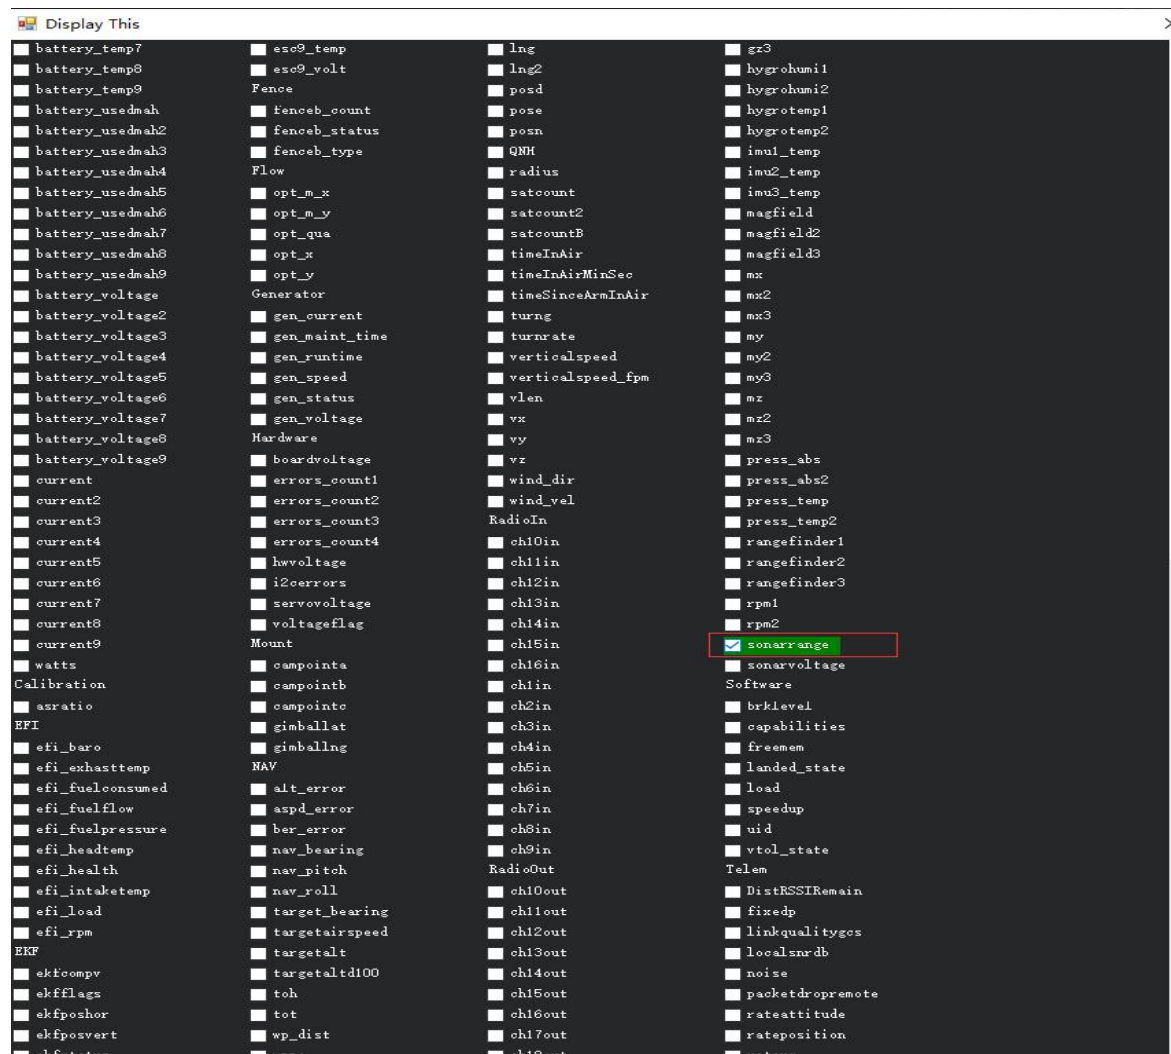 Display This
battery_temp7
battery_temp8
battery_temp9
battery_usedmah
battery_usedmah2
battery_usedmah3
battery_usedmah4
battery_usedmah5
battery_usedmah6
battery_usedmah7
battery_usedmah8
battery_usedmah9
battery_voltage
battery_voltage2
battery_voltage3
battery_voltage4
battery_voltage5
battery_voltage6
battery_voltage7
battery_voltage8
battery_voltage9
current
current2
current3
current4
current5
current6
current7
current8
current9
watts
Calibration
asratio
EFI
efi_baro
efi_exhasttemp
efi_fuelconsumed
efi_fuelflow
efi_fuelpressure
efi_headtemp
efi_health
efi_intaketemp
efi_load
efi_rpm
EKF
ekfcompv
ekfflags
ekfposhor
ekfposvert
esc9_temp
esc9_volt
Fence
fenceb_count
fenceb_status
fenceb_type
Flow
opt_m_x
opt_m_y
opt_qua
opt_x
opt_y
Generator
gen_current
gen_maint_time
gen_runtime
gen_speed
gen_status
gen_voltage
Hardware
boardvoltage
errors_count1
errors_count2
errors_count3
errors_count4
hwvoltage
i2cerrors
servovoltage
voltageflag
Mount
campointa
campointb
campointc
gimballat
gimballng
NAV
alt_error
aspd_error
ber_error
nav_bearing
nav_pitch
nav_roll
target_bearing
targetairspeed
targetalt
targetaltd100
toh
tot
wp_dist
lng
lng2
posd
pose
posn
QNH
radius
satcount
satcount2
satcountB
timeInAir
timeInAirMinSec
timeSinceArmInAir
turng
turnrate
verticalspeed
verticalspeed_fpm
vlen
vx
vy
vz
wind_dir
wind_vel
RadioIn
ch10in
ch11in
ch12in
ch13in
ch14in
ch15in
ch16in
ch1in
ch2in
ch3in
ch4in
ch5in
ch6in
ch7in
ch8in
ch9in
RadioOut
ch10out
ch11out
ch12out
ch13out
ch14out
ch15out
ch16out
ch17out
gz3
hygrohumi1
hygrohumi2
hygrotemp1
hygrotemp2
imu1_temp
imu2_temp
imu3_temp
magfield
magfield2
magfield3
mx
mx2
mx3
my
my2
my3
mz
mz2
mz3
press_abs
press_abs2
press_temp
press_temp2
rangefinder1
rangefinder2
rangefinder3
rpm1
rpm2
sonarrange
sonarvoltage
Software
brklevel
capabilities
freemem
landed_state
load
speedup
uid
vtol_state
Telem
DistRSSIRemain
fixedp
linkqualitygcs
localsnrdb
noise
packetdropremote
rateattitude
rateposition